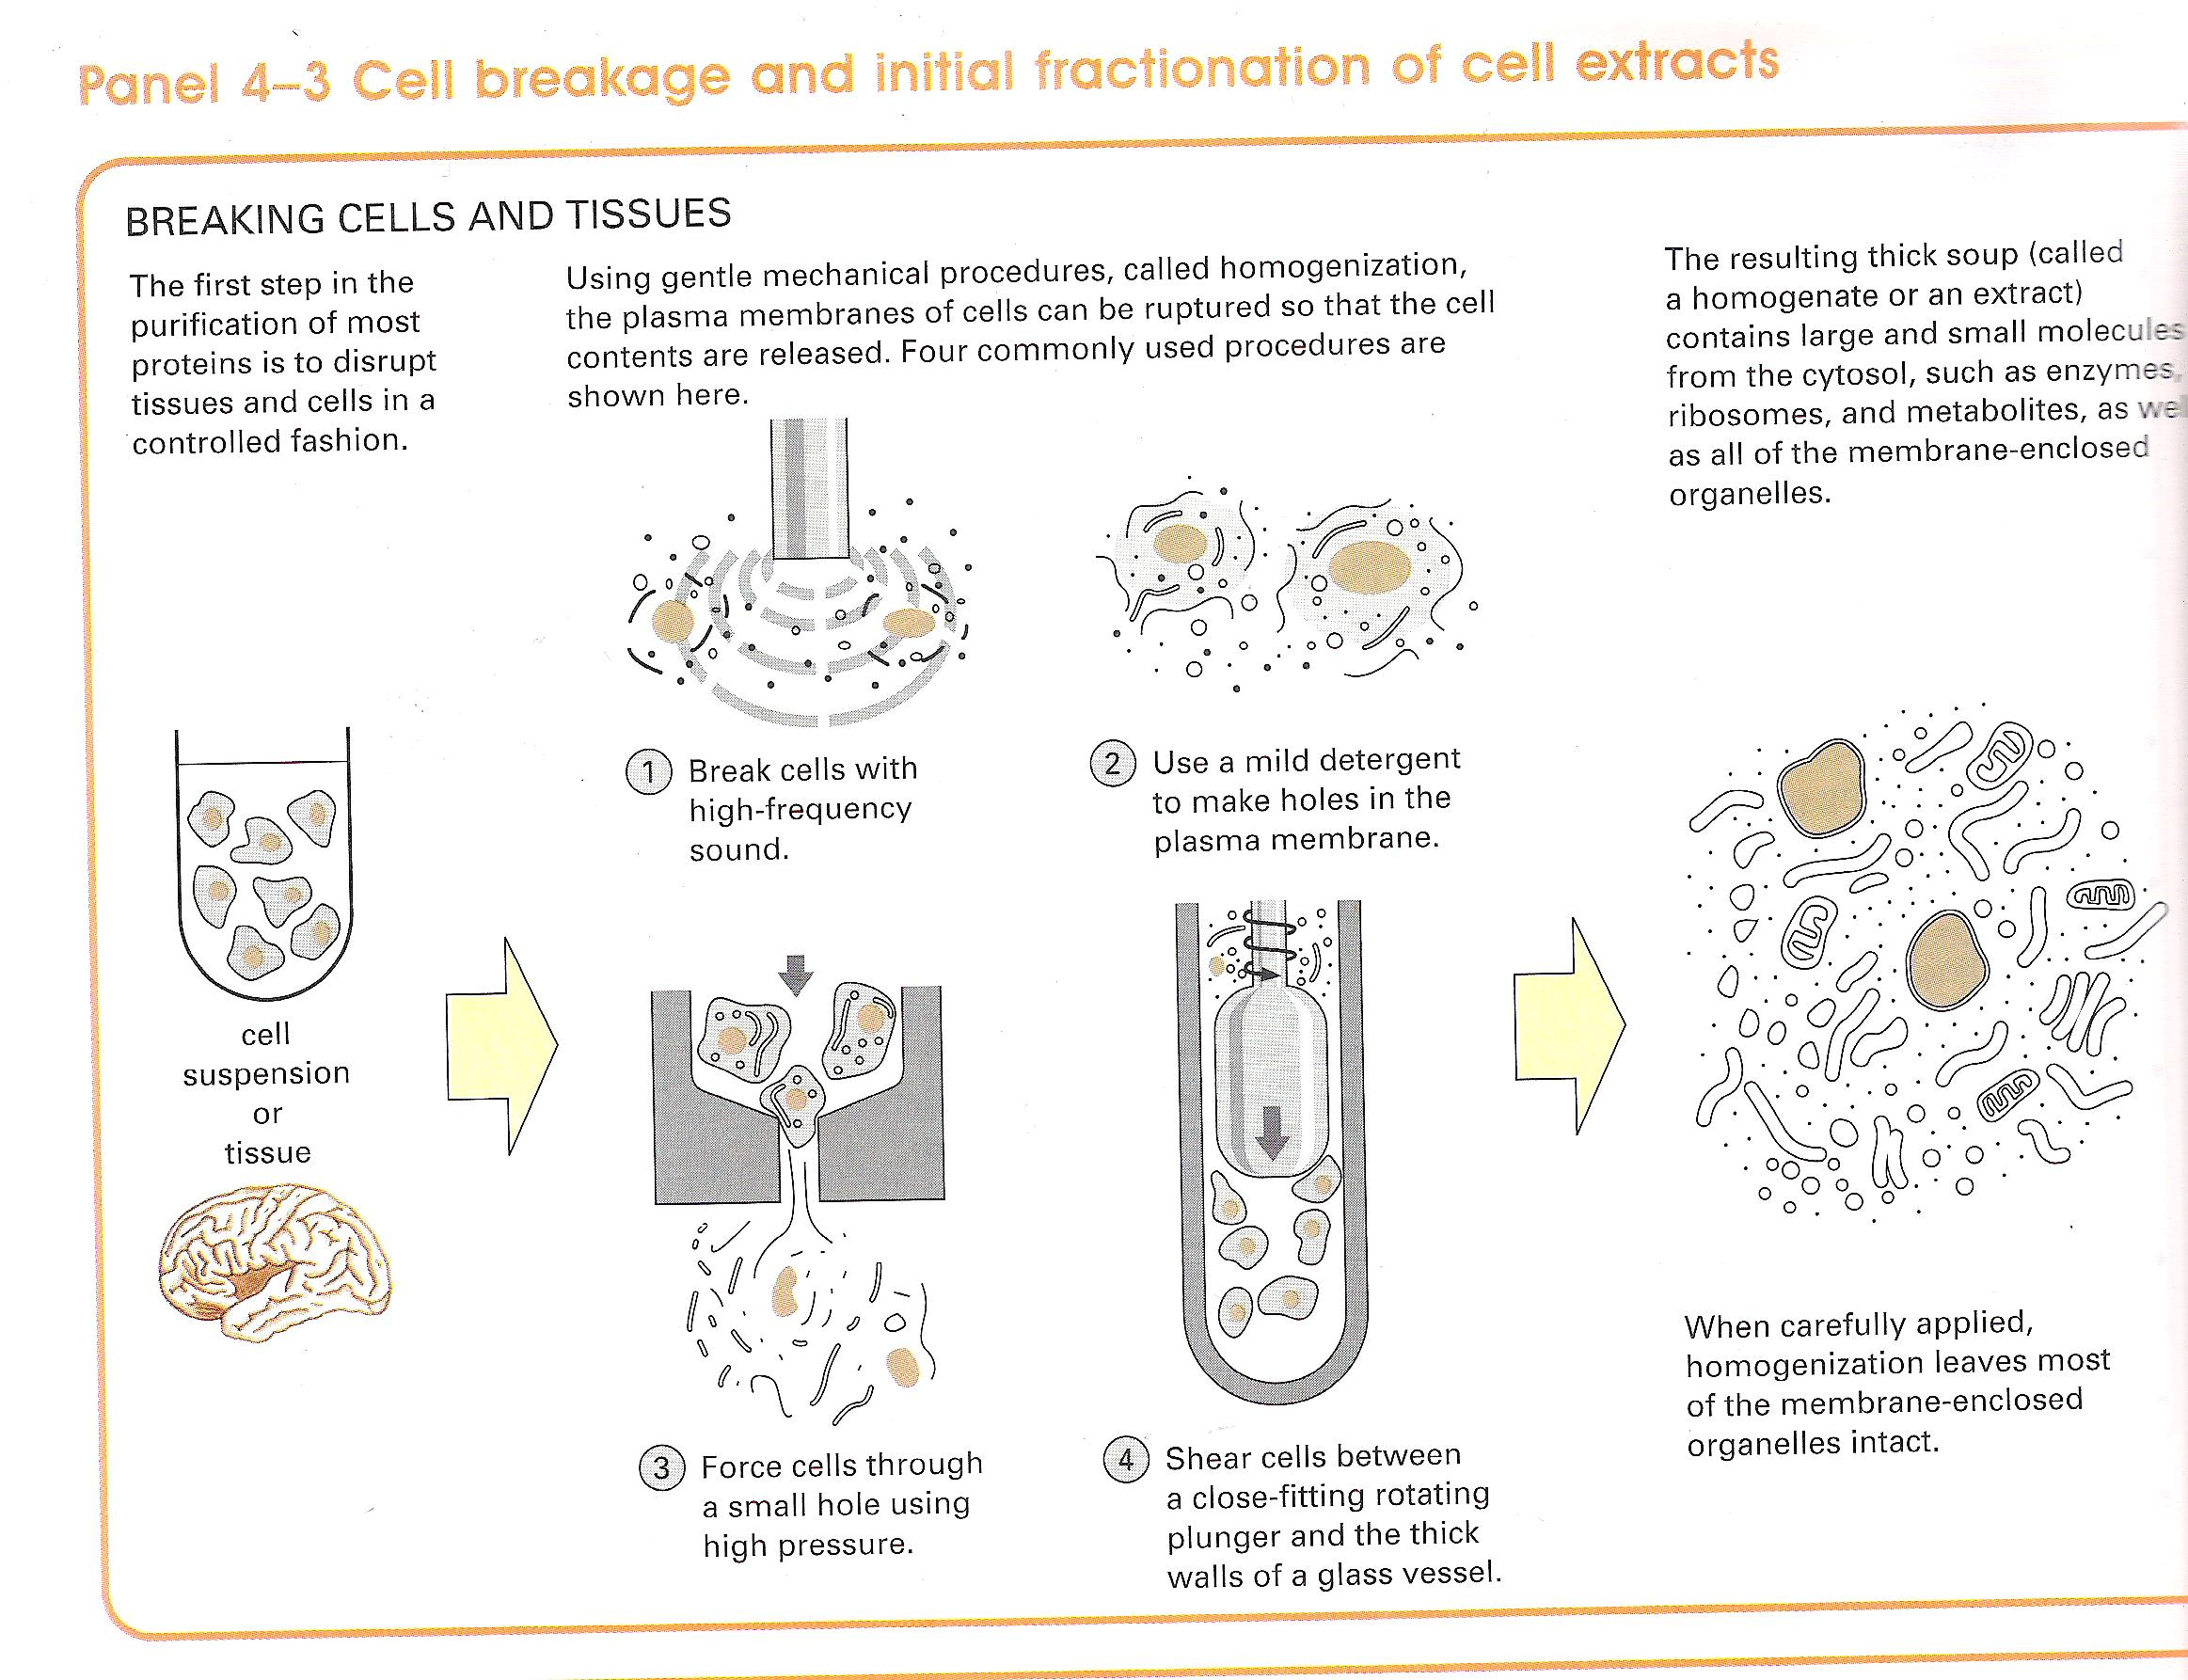 Panel 4–3 Cell breakage and initial fractionation of cell extracts
BREAKING CELLS AND TISSUES
The first step in the
purification of most
proteins is to disrupt
tissues and cells in a
controlled fashion.
Using gentle mechanical procedures, called homogenization,
the plasma membranes of cells can be ruptured so that the cell
contents are released. Four commonly used procedures are
shown here.
The resulting thick soup (called
a homogenate or an extract)
contains large and small molecules
from the cytosol, such as enzymes,
ribosomes, and metabolites, as wel
as all of the membrane-enclosed
organelles.
cell
suspension
or
tissue
1 Break cells with
high-frequency
sound.
2 Use a mild detergent
to make holes in the
plasma membrane.
3 Force cells through
a small hole using
high pressure.
4 Shear cells between
a close-fitting rotating
plunger and the thick
walls of a glass vessel.
When carefully applied,
homogenization leaves most
of the membrane-enclosed
organelles intact.